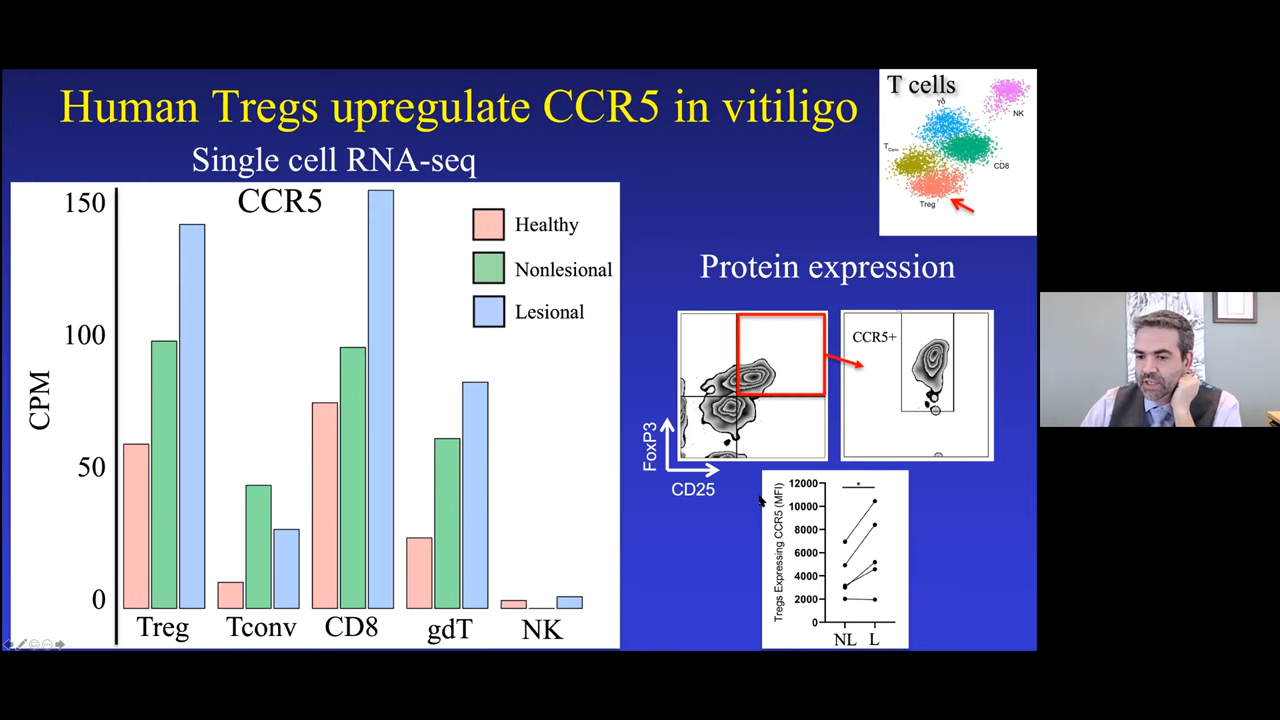 Human Tregs upregulate CCR5 in vitiligo
Single cell RNA-seq
CCR5
150
100
50
0
CPM
Healthy
Nonlesional
Lesional
Treg
Tconv
CD8
gdT
NK
T cells
γδ
NK
TConv
CD8
Treg
Protein expression
CCR5+
FoxP3
CD25
Tregs Expressing CCR5 (MFI)
12000
10000
8000
6000
4000
2000
0
*
NL
L